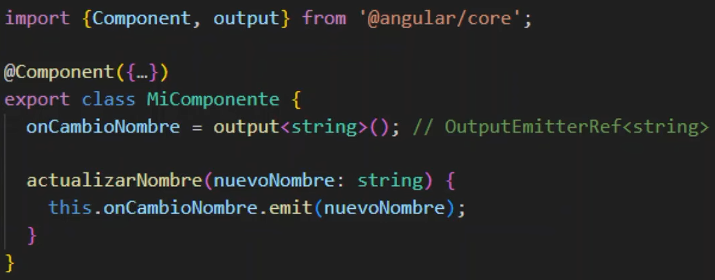 import {Component, output} from '@angular/core';
@Component({…})
export class MiComponente {
onCambioNombre = output<string>(); // OutputEmitterRef<string>
actualizarNombre(nuevoNombre: string) {
this.onCambioNombre.emit(nuevoNombre);
}
}